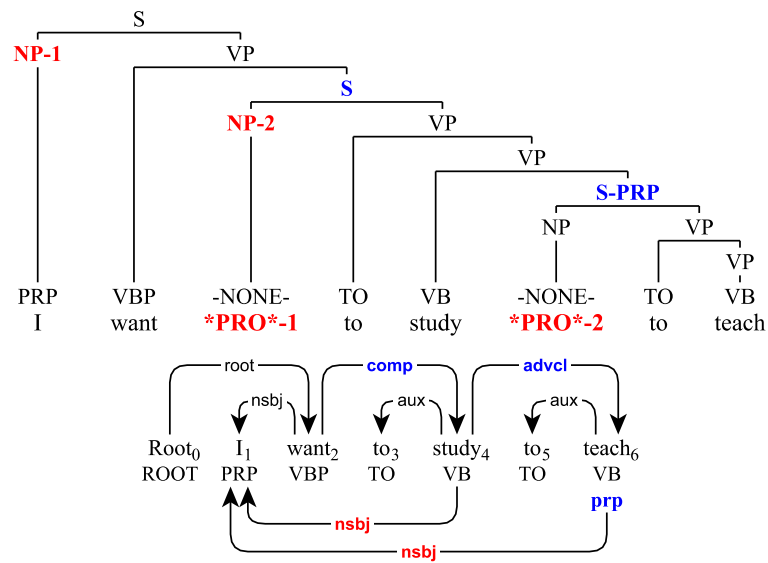 S
NP-1 VP
S
NP-2 VP
VP
S-PRP
NP VP
VP
PRP VBP -NONE- TO VB -NONE- TO VB
I want *PRO*-1 to study *PRO*-2 to teach
root comp advcl
nsbj aux aux
Root0 I1 want2 to3 study4 to5 teach6
ROOT PRP VBP TO VB TO VB
prp
nsbj
nsbj